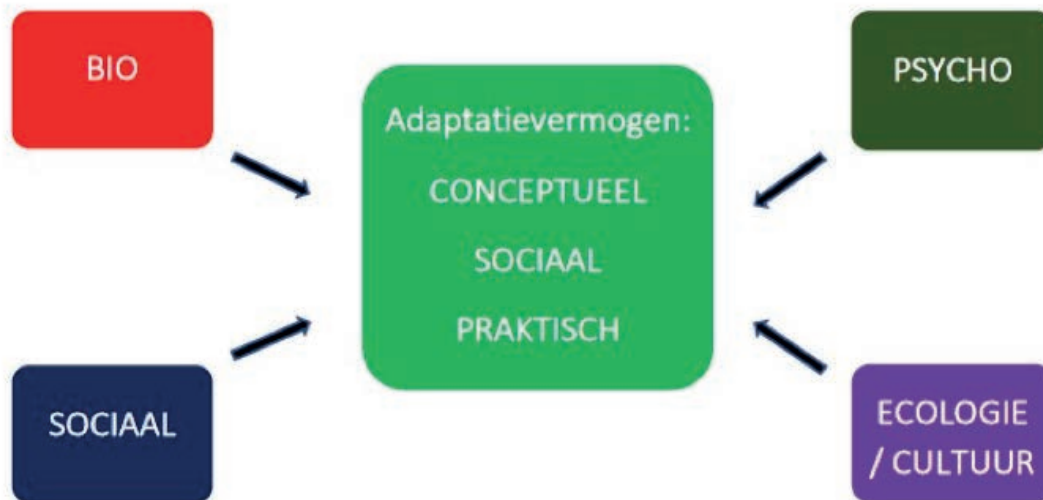 BIO
PSYCHO
Adaptatievermogen:
CONCEPTUEEL
SOCIAAL
PRAKTISCH
SOCIAAL
ECOLOGIE
/ CULTUUR